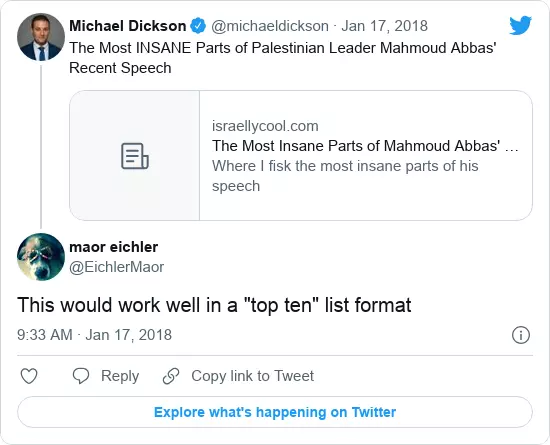 Michael Dickson @michaeldickson · Jan 17, 2018
The Most INSANE Parts of Palestinian Leader Mahmoud Abbas'
Recent Speech
israellycool.com
The Most Insane Parts of Mahmoud Abbas' ...
Where I fisk the most insane parts of his
speech
maor eichler
@EichlerMaor
This would work well in a "top ten" list format
9:33 AM · Jan 17, 2018
Reply Copy link to Tweet
Explore what's happening on Twitter